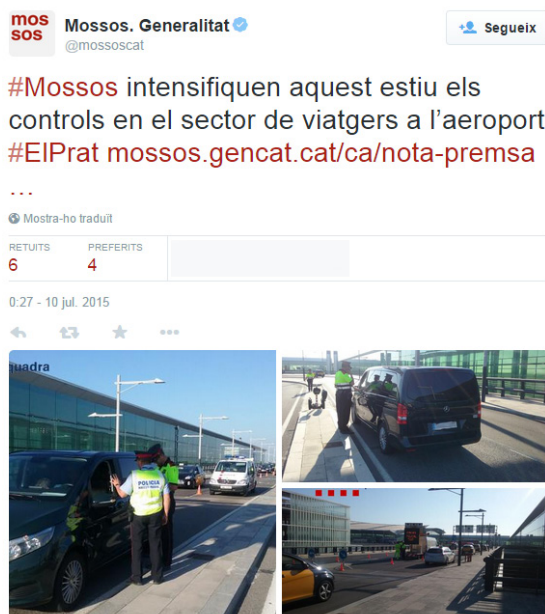 mos
sos
Mossos. Generalitat
@mossoscat
Segueix
#Mossos intensifiquen aquest estiu els
controls en el sector de viatgers a l’aeroport
#ElPrat mossos.gencat.cat/ca/nota-premsa
…
Mostra-ho traduït
RETUITS PREFERITS
6 4
0:27 - 10 jul. 2015
uadra
POLICIA